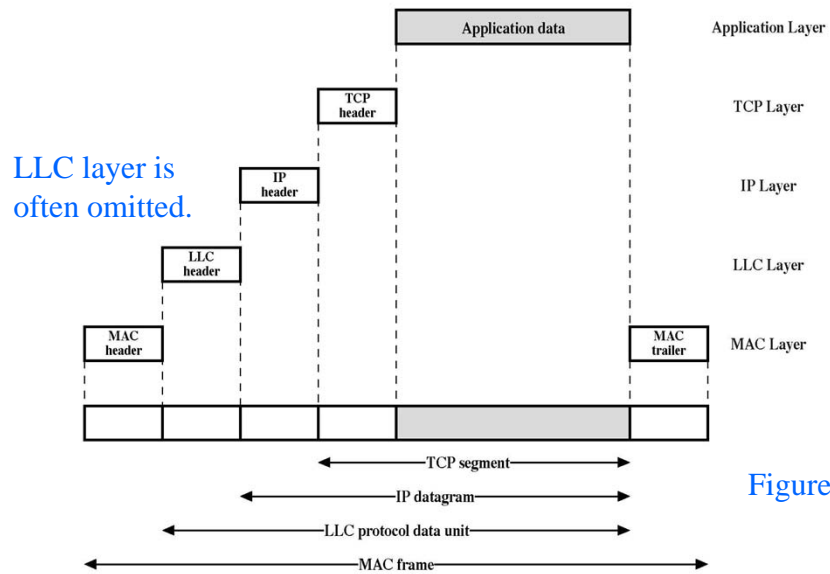 Application data
Application Layer
TCP
header
TCP Layer
LLC layer is
often omitted.
IP
header
IP Layer
LLC
header
LLC Layer
MAC
header
MAC
trailer
MAC Layer
TCP segment
IP datagram
Figure
LLC protocol data unit
MAC frame